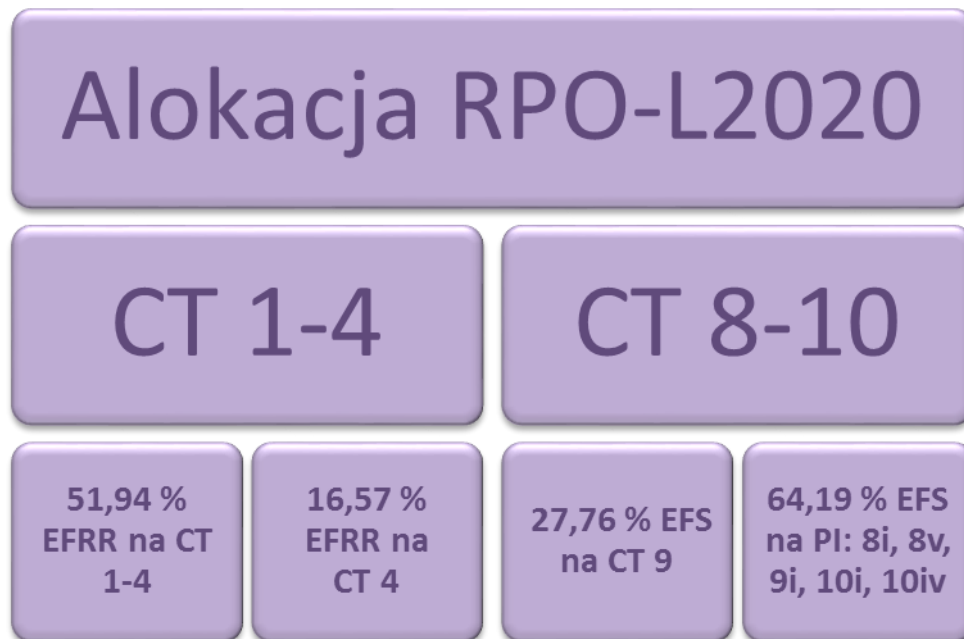 Alokacja RPO-L2020
CT 1-4
CT 8-10
51,94 %
EFRR na CT
1-4
16,57 %
EFRR na
CT 4
27,76 % EFS
na CT 9
64,19 % EFS
na PI: 8i, 8v,
9i, 10i, 10iv